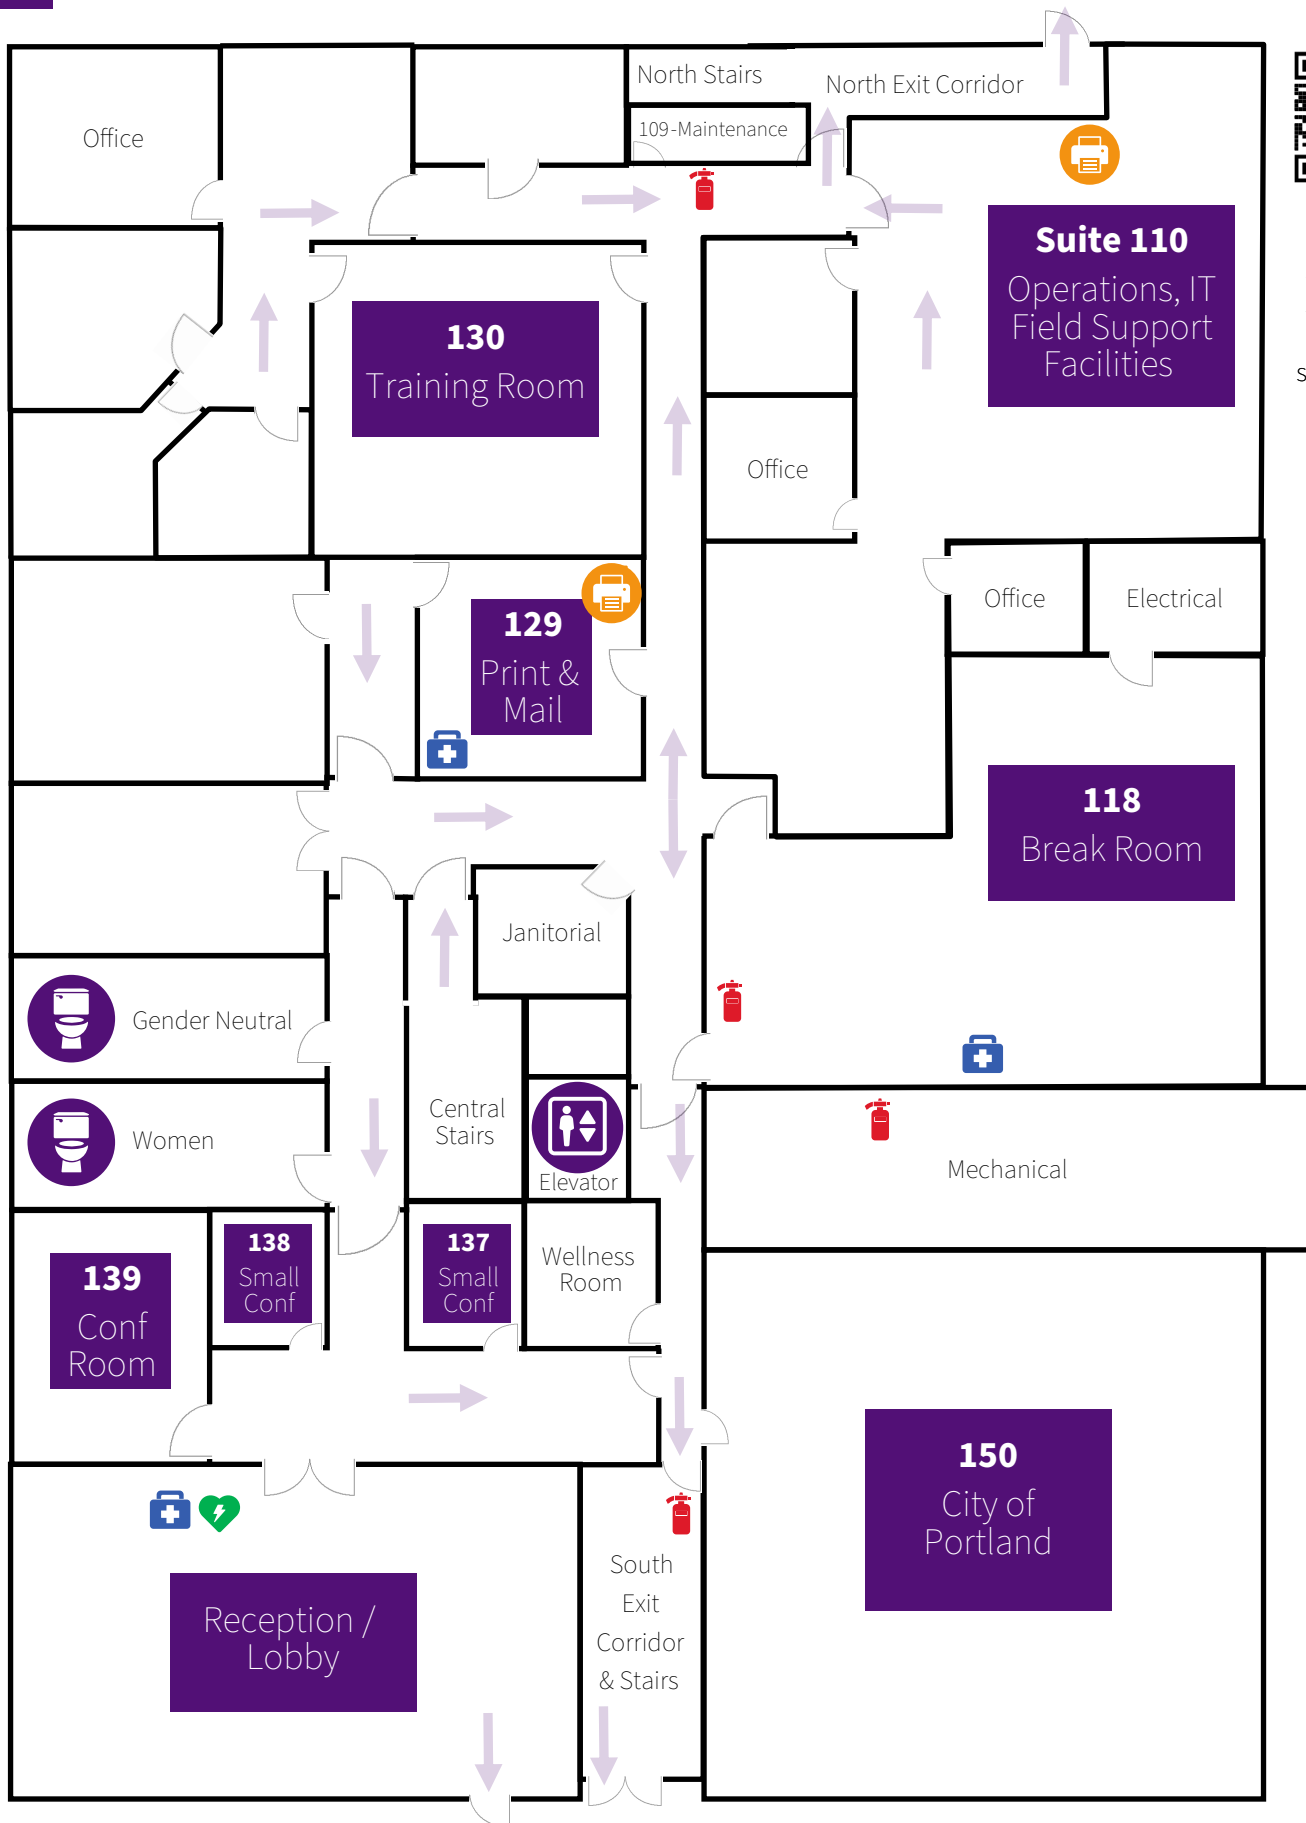 North Stairs
North Exit Corridor
109-Maintenance
Office
Suite 110
Operations, IT
Field Support
Facilities
130
Training Room
s
Office
129
Print &
Mail
Office
Electrical
118
Break Room
Janitorial
Gender Neutral
Women
Central
Stairs
Elevator
Mechanical
139
Conf
Room
138
Small
Conf
137
Small
Conf
Wellness
Room
150
City of
Portland
Reception /
Lobby
South
Exit
Corridor
& Stairs